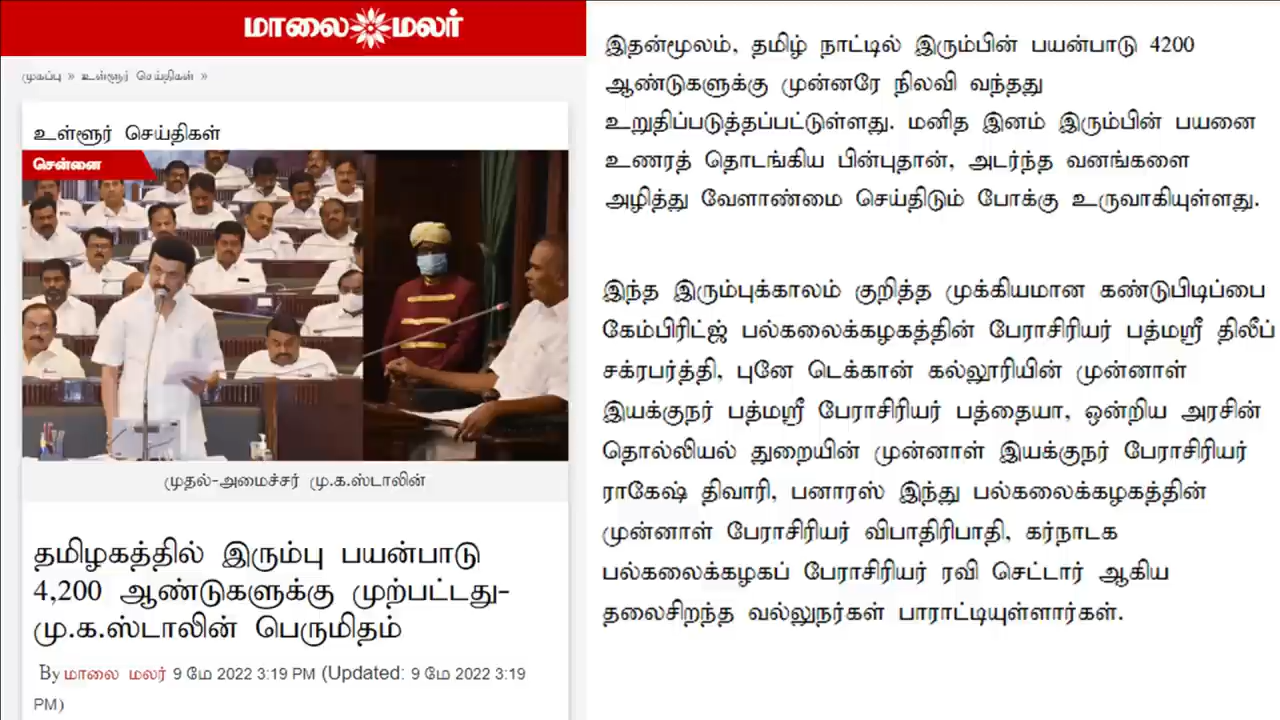 மாலை மலர்
முகப்பு » உள்ளூர் செய்திகள் »
உள்ளூர் செய்திகள்
சென்னை
முதல்-அமைச்சர் மு.க.ஸ்டாலின்
தமிழகத்தில் இரும்பு பயன்பாடு
4,200 ஆண்டுகளுக்கு முற்பட்டது-
மு.க.ஸ்டாலின் பெருமிதம்
By மாலை மலர் 9 மே 2022 3:19 PM (Updated: 9 மே 2022 3:19
PM)
இதன்மூலம், தமிழ் நாட்டில் இரும்பின் பயன்பாடு 4200
ஆண்டுகளுக்கு முன்னரே நிலவி வந்தது
உறுதிப்படுத்தப்பட்டுள்ளது. மனித இனம் இரும்பின் பயனை
உணரத் தொடங்கிய பின்புதான், அடர்ந்த வனங்களை
அழித்து வேளாண்மை செய்திடும் போக்கு உருவாகியுள்ளது.
இந்த இரும்புக்காலம் குறித்த முக்கியமான கண்டுபிடிப்பை
கேம்பிரிட்ஜ் பல்கலைக்கழகத்தின் பேராசிரியர் பத்மஸ்ரீ திலீப்
சக்ரபர்த்தி, புனே டெக்கான் கல்லூரியின் முன்னாள்
இயக்குநர் பத்மஸ்ரீ பேராசிரியர் பத்தையா, ஒன்றிய அரசின்
தொல்லியல் துறையின் முன்னாள் இயக்குநர் பேராசிரியர்
ராகேஷ் திவாரி, பனாரஸ் இந்து பல்கலைக்கழகத்தின்
முன்னாள் பேராசிரியர் விபாதிரிபாதி, கர்நாடக
பல்கலைக்கழகப் பேராசிரியர் ரவி செட்டார் ஆகிய
தலைசிறந்த வல்லுநர்கள் பாராட்டியுள்ளார்கள்.